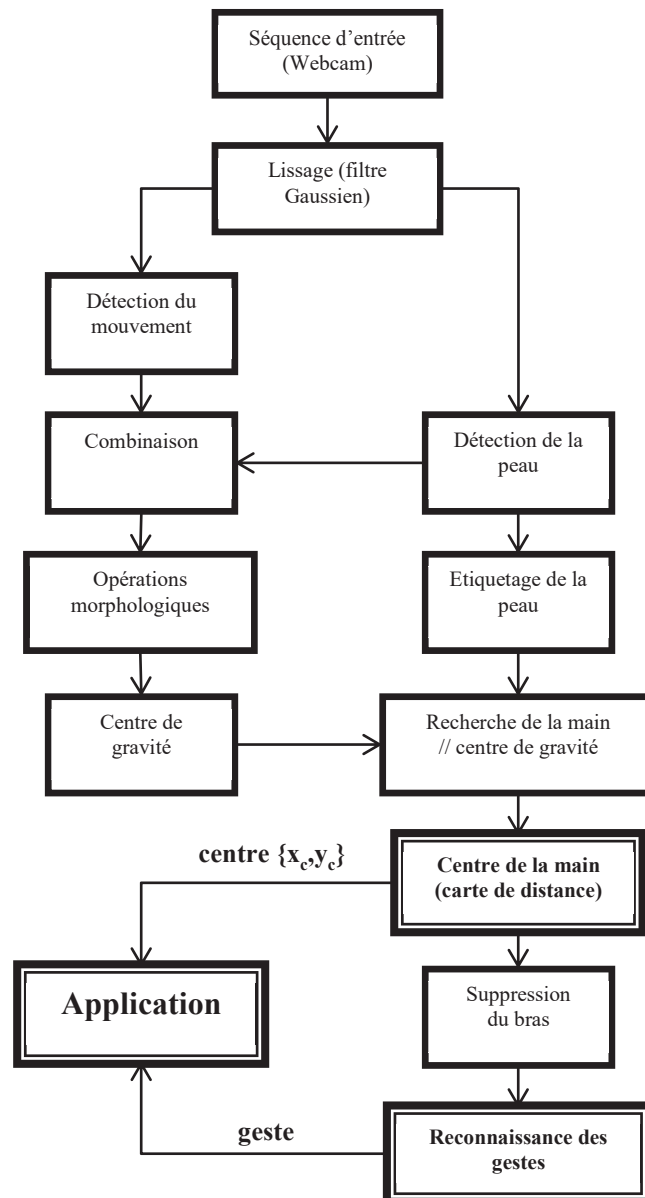 Séquence d’entrée
(Webcam)
Lissage (filtre
Gaussien)
Détection du
mouvement
Combinaison
Détection de la
peau
Opérations
morphologiques
Etiquetage de la
peau
Centre de
gravité
Recherche de la main
// centre de gravité
centre {x_c,y_c}
Centre de la main
(carte de distance)
Application
Suppression
du bras
geste
Reconnaissance des
gestes